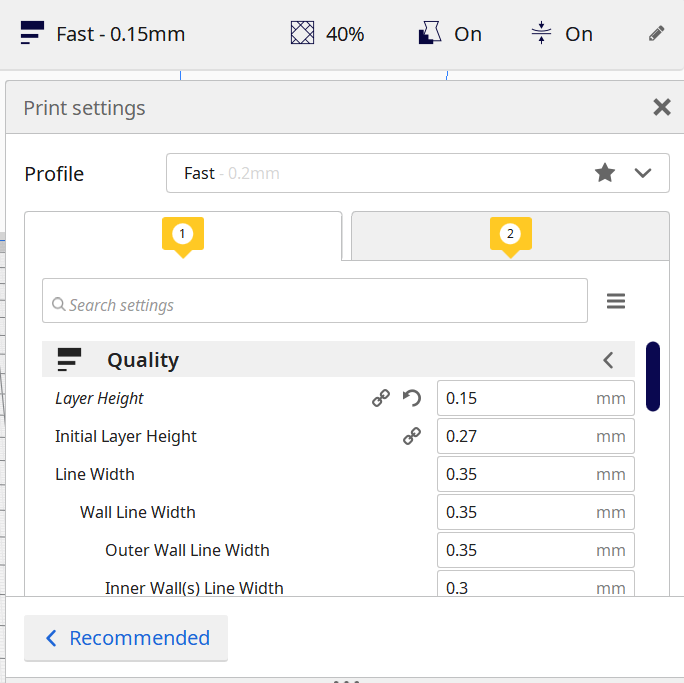 Fast - 0.15mm 40% On On
Print settings
Profile Fast - 0.2mm
1 2
Search settings
Quality
Layer Height 0.15 mm
Initial Layer Height 0.27 mm
Line Width 0.35 mm
Wall Line Width 0.35 mm
Outer Wall Line Width 0.35 mm
Inner Wall(s) Line Width 0.3 mm
Recommended